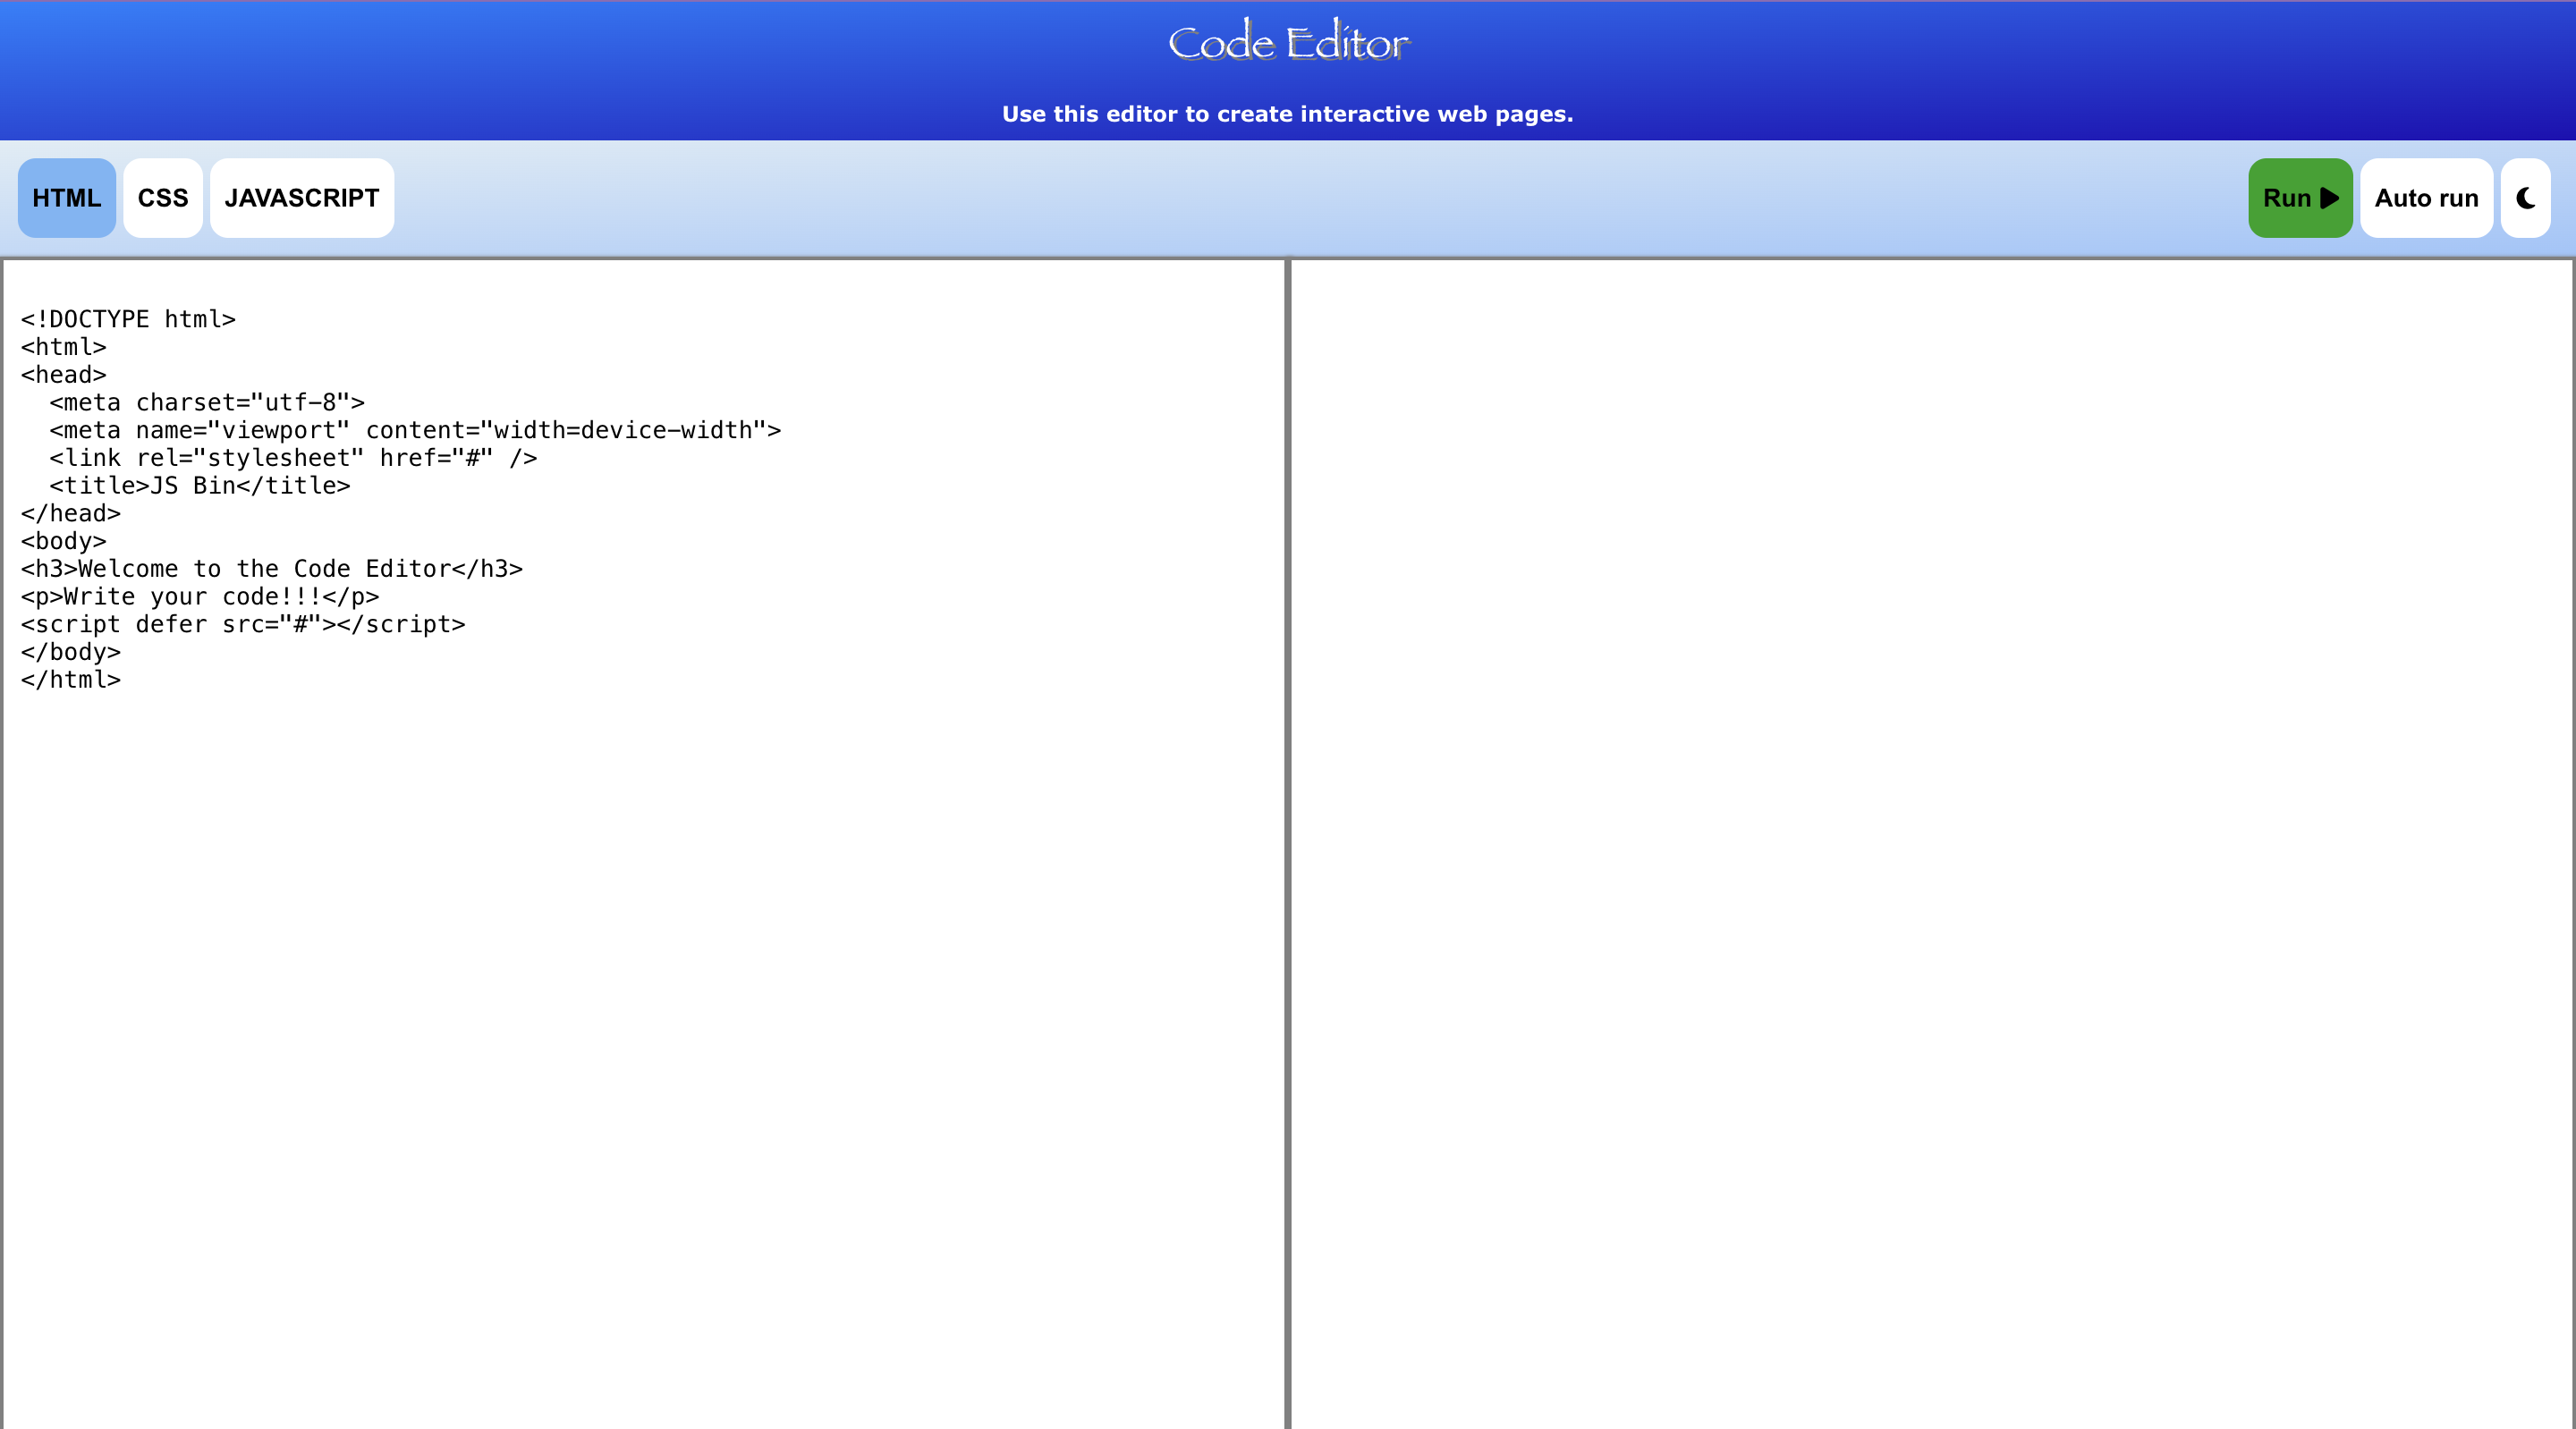 Code Editor
Use this editor to create interactive web pages.
HTML CSS JAVASCRIPT Run Auto run
<!DOCTYPE html>
<html>
<head>
  <meta charset="utf-8">
  <meta name="viewport" content="width=device-width">
  <link rel="stylesheet" href="#" />
  <title>JS Bin</title>
</head>
<body>
<h3>Welcome to the Code Editor</h3>
<p>Write your code!!!</p>
<script defer src="#"></script>
</body>
</html>